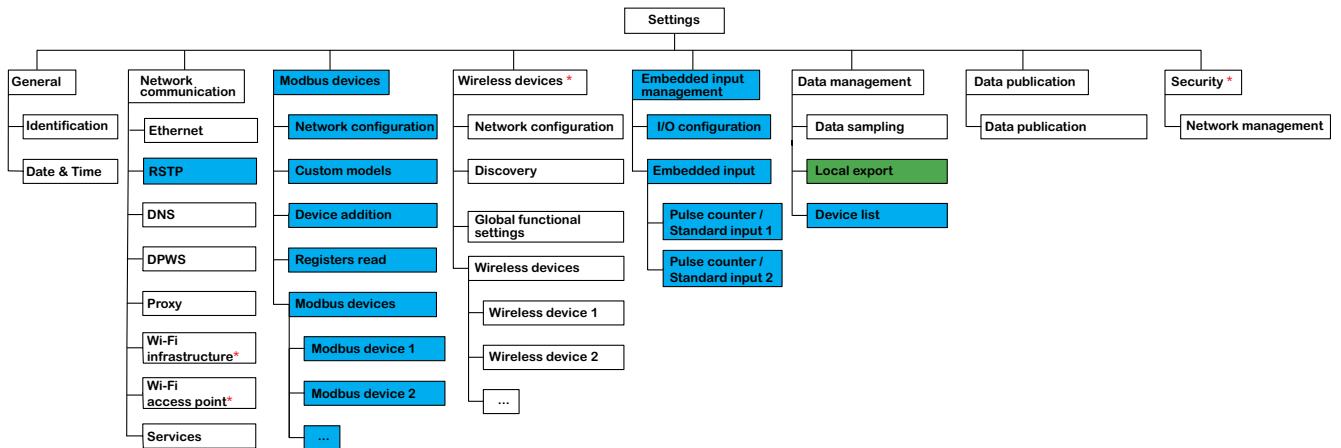 Settings
General
Identification
Date & Time
Network
communication
Ethernet
RSTP
DNS
DPWS
Proxy
Wi-Fi
infrastructure*
Wi-Fi
access point*
Services
Modbus devices
Network configuration
Custom models
Device addition
Registers read
Modbus devices
Modbus device 1
Modbus device 2
...
Wireless devices *
Network configuration
Discovery
Global functional
settings
Wireless devices
Wireless device 1
Wireless device 2
...
Embedded input
management
I/O configuration
Embedded input
Pulse counter /
Standard input 1
Pulse counter /
Standard input 2
Data management
Data sampling
Local export
Device list
Data publication
Data publication
Security *
Network management